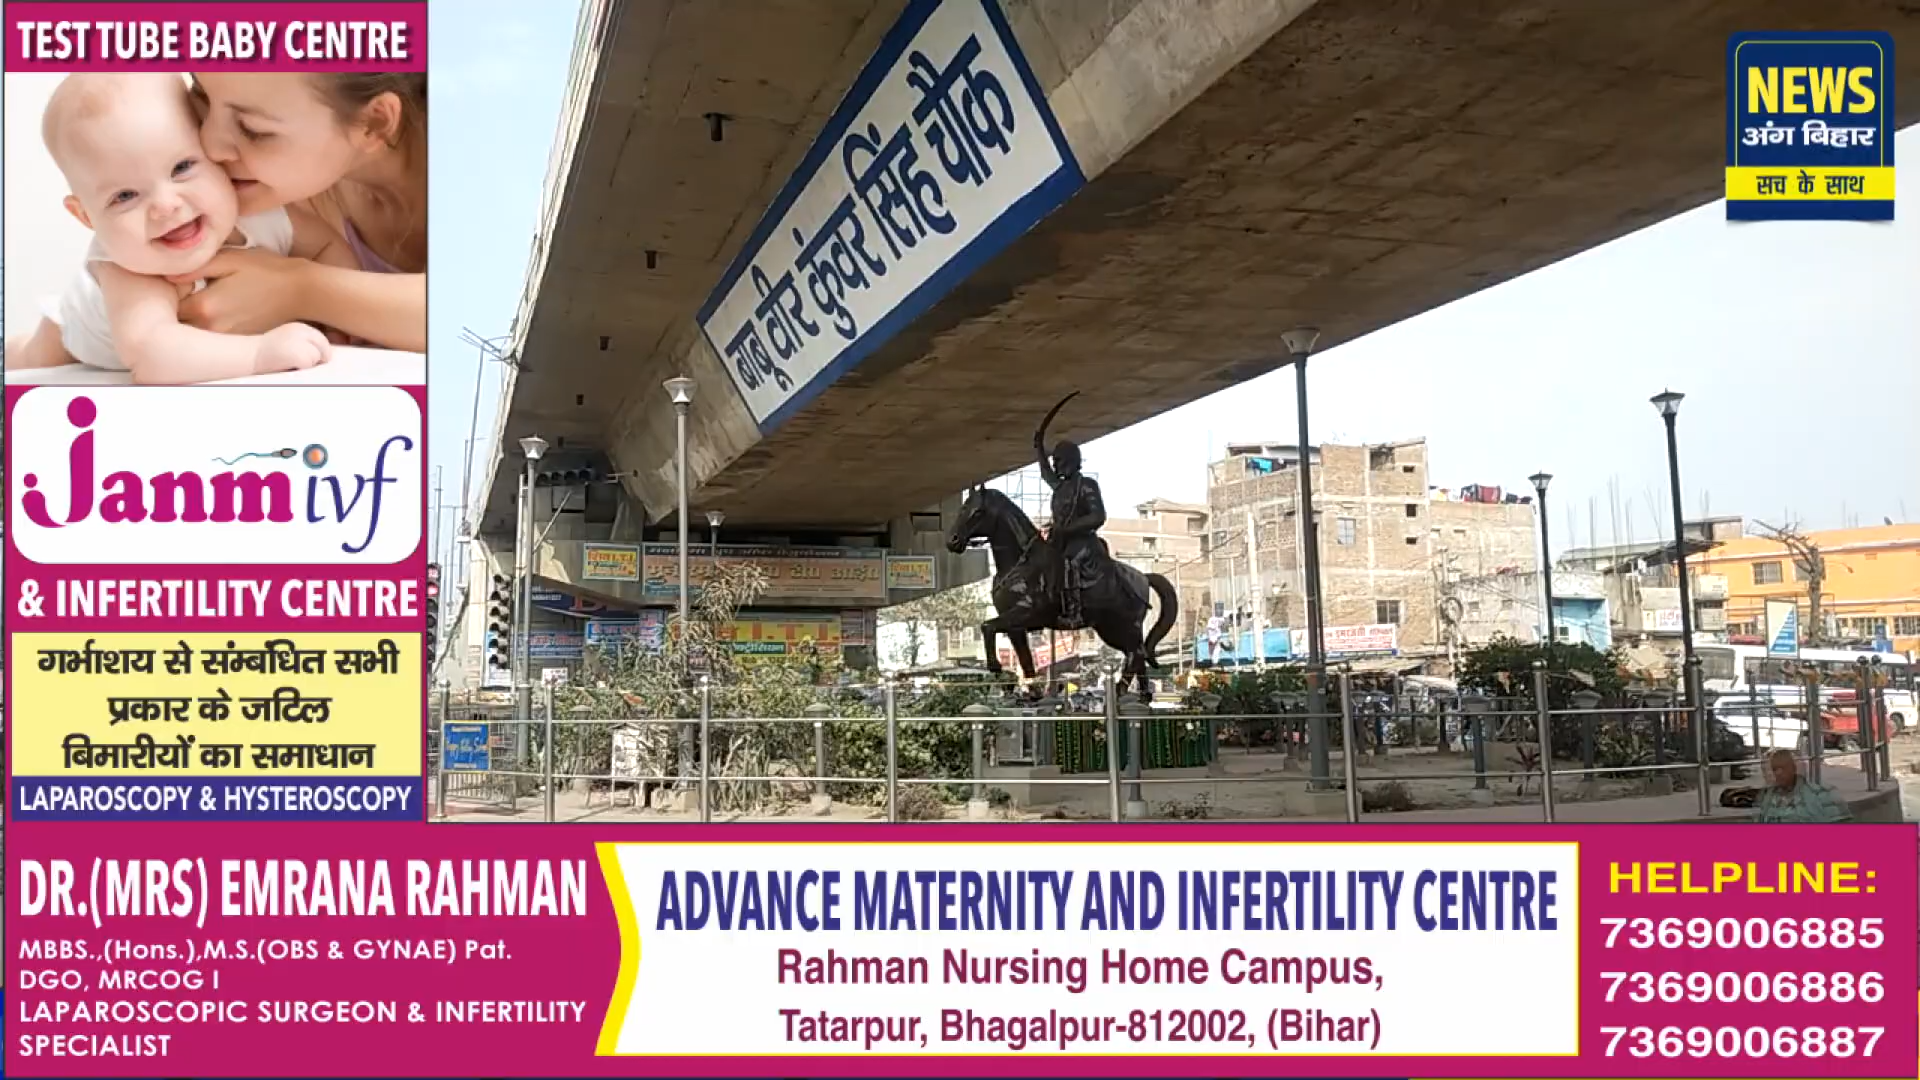 TEST TUBE BABY CENTRE
Janm ivf
& INFERTILITY CENTRE
गर्भाशय से संम्बंधित सभी
प्रकार के जटिल
बिमारीयों का समाधान
LAPAROSCOPY & HYSTEROSCOPY
बाबू वीर कुंवर सिंह चौक
NEWS
अंग बिहार
सच के साथ
DR.(MRS) EMRANA RAHMAN
MBBS.,(Hons.),M.S.(OBS & GYNAE) Pat.
DGO, MRCOG I
LAPAROSCOPIC SURGEON & INFERTILITY
SPECIALIST
ADVANCE MATERNITY AND INFERTILITY CENTRE
Rahman Nursing Home Campus,
Tatarpur, Bhagalpur-812002, (Bihar)
HELPLINE:
7369006885
7369006886
7369006887